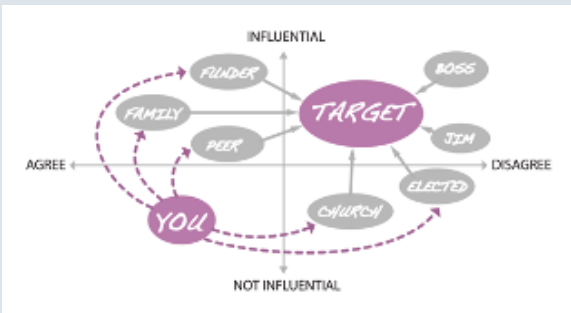 INFLUENTIAL
FUNDER
BOSS
FAMILY
TARGET
PEER
JIM
AGREE
DISAGREE
ELECTED
YOU
CHURCH
NOT INFLUENTIAL